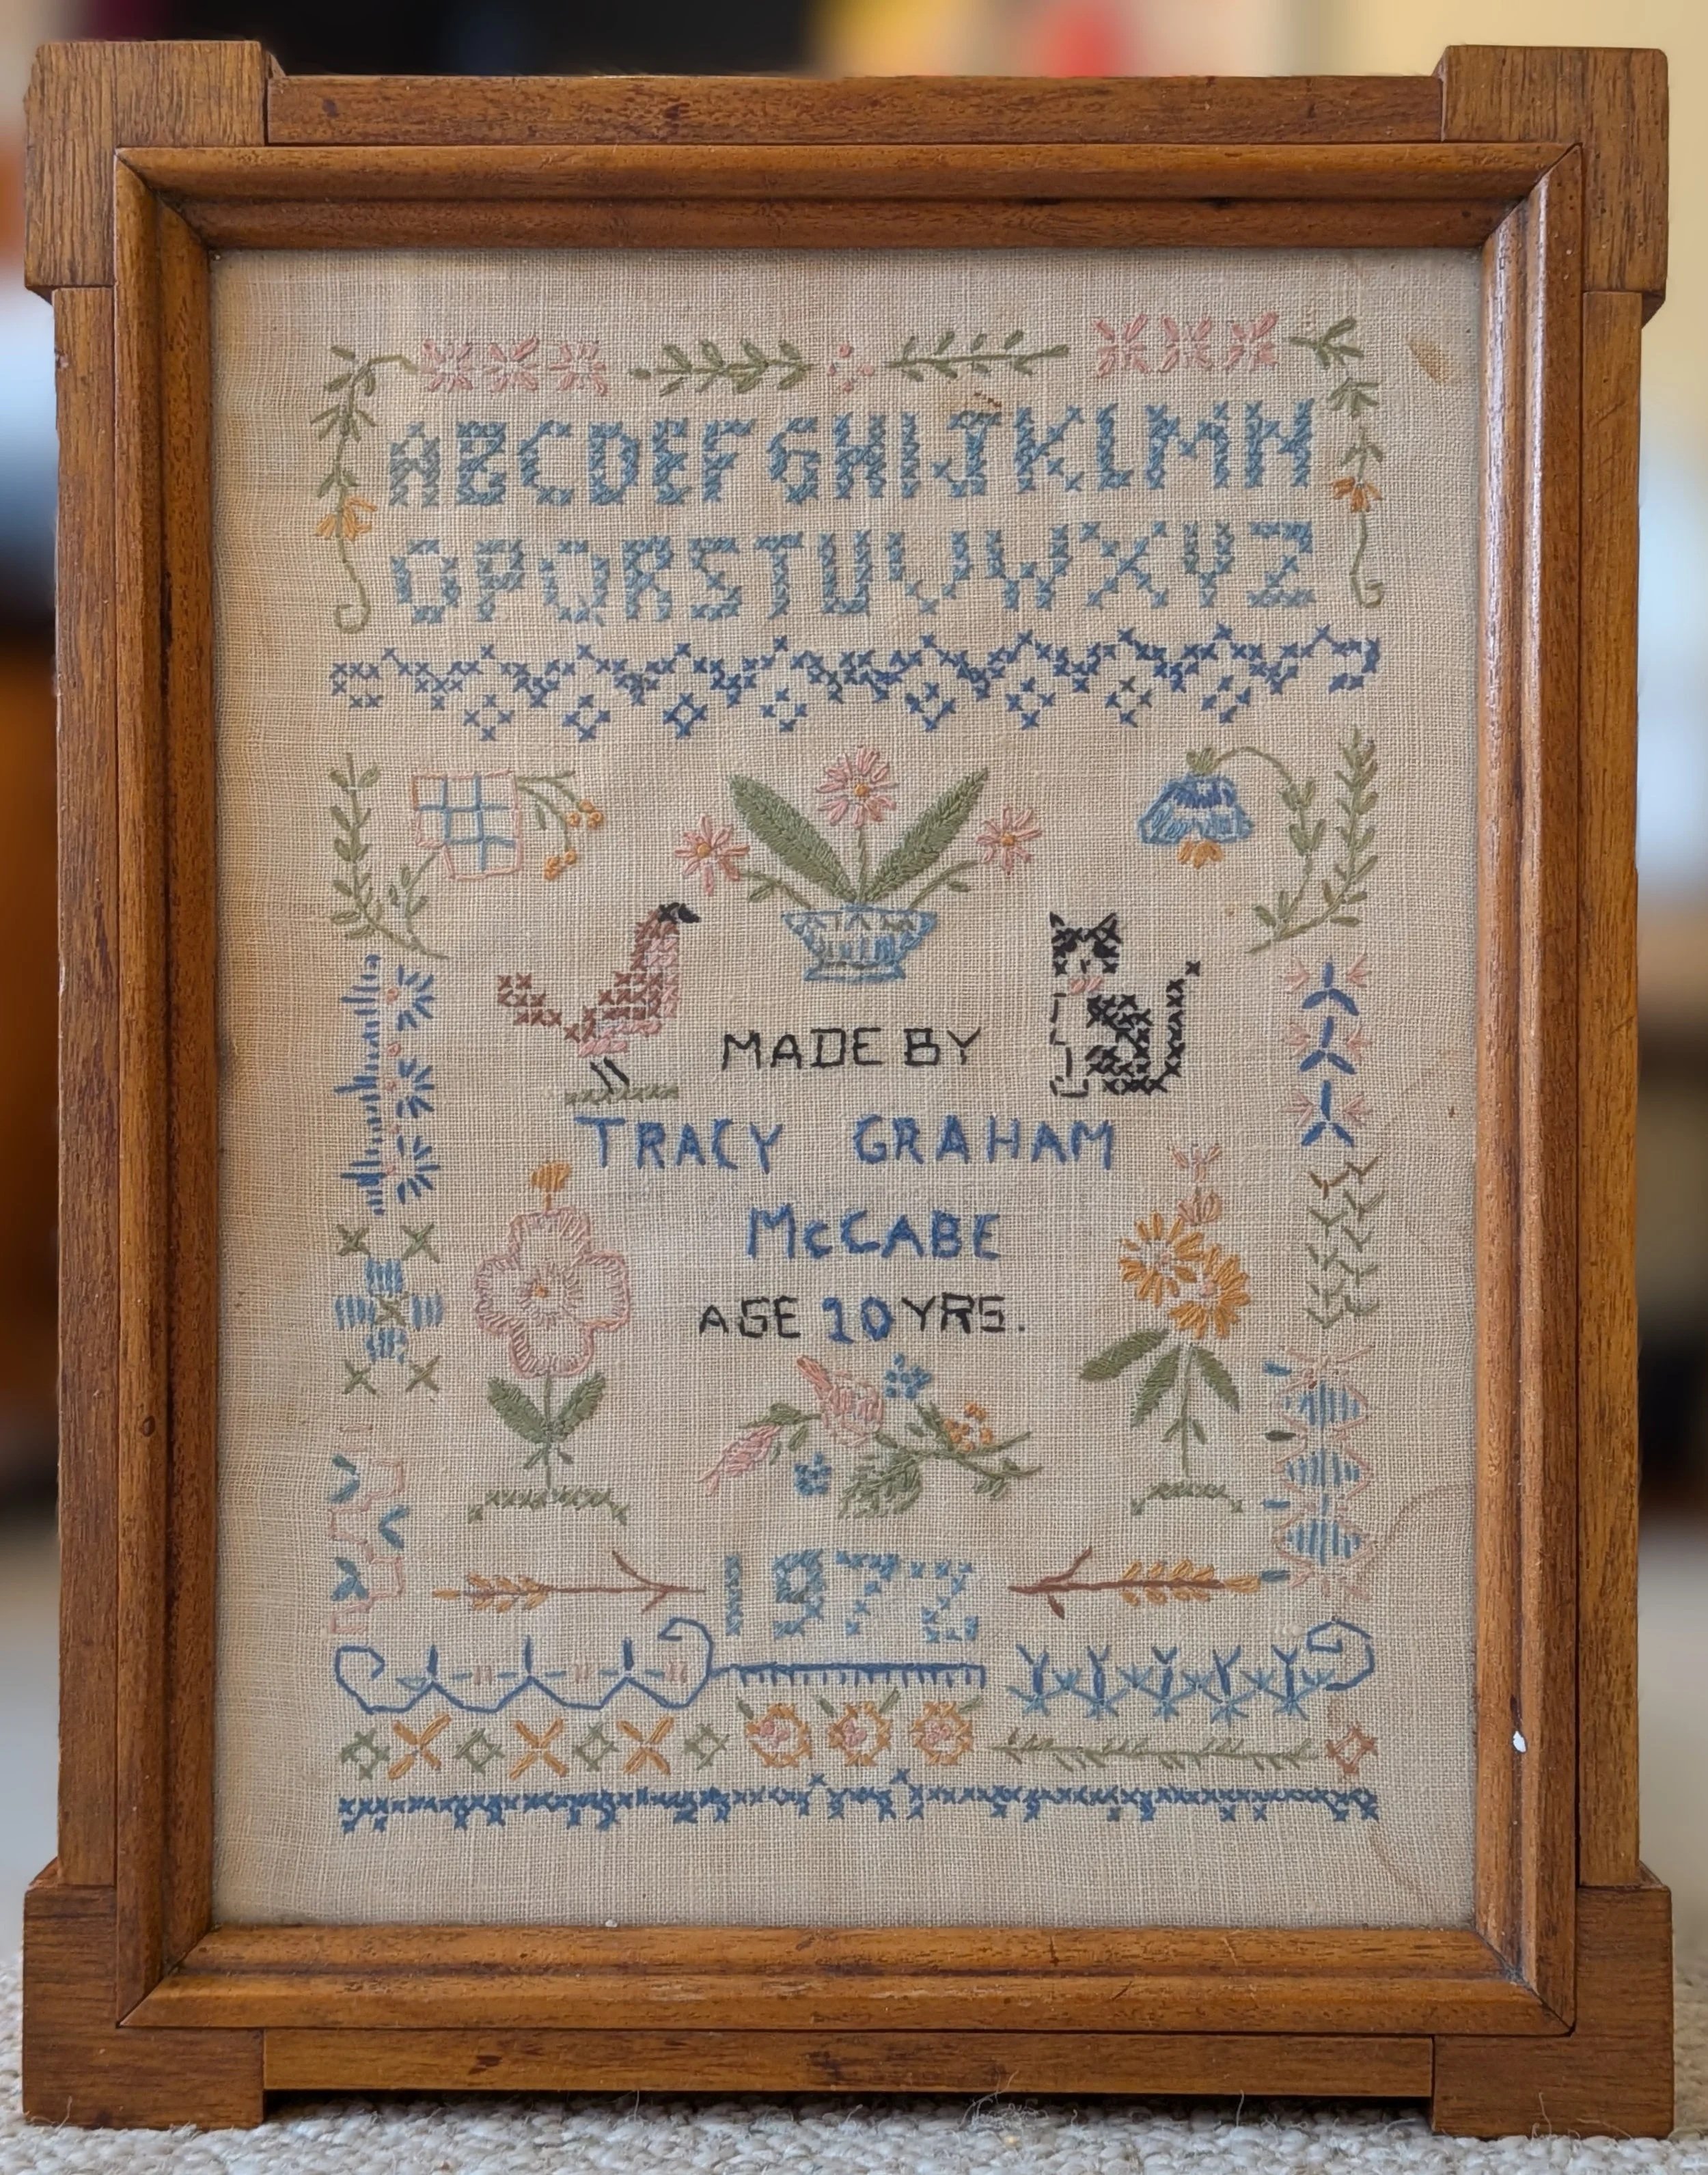 ABCDEFGHIJKLMN
OPQRSTUVWXYZ
MADE BY
TRACY GRAHAM
McCABE
AGE 10 YRS.
1972